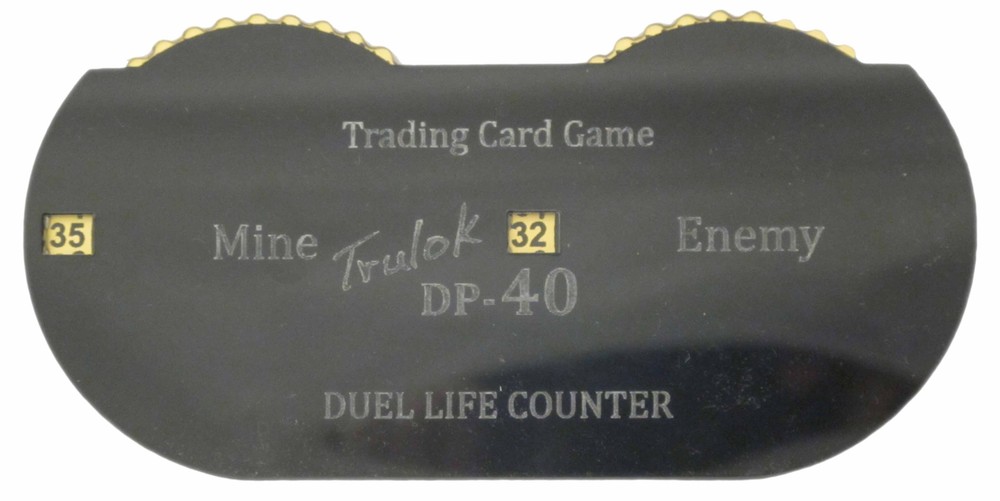 Trading Card Game
35 Mine Trulok 32 Enemy
DP-40
DUEL LIFE COUNTER